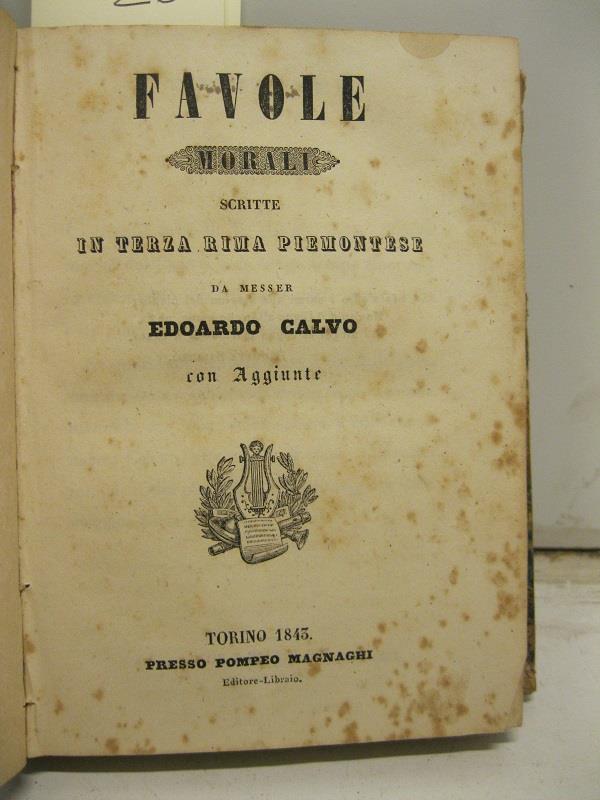 FAVOLE
MORALI
SCRITTE
IN TERZA RIMA PIEMONTESE
DA MESSER
EDOARDO CALVO
con Aggiunte
TORINO 1843.
PRESSO POMPEO MAGNAGHI
Editore-Libraio.